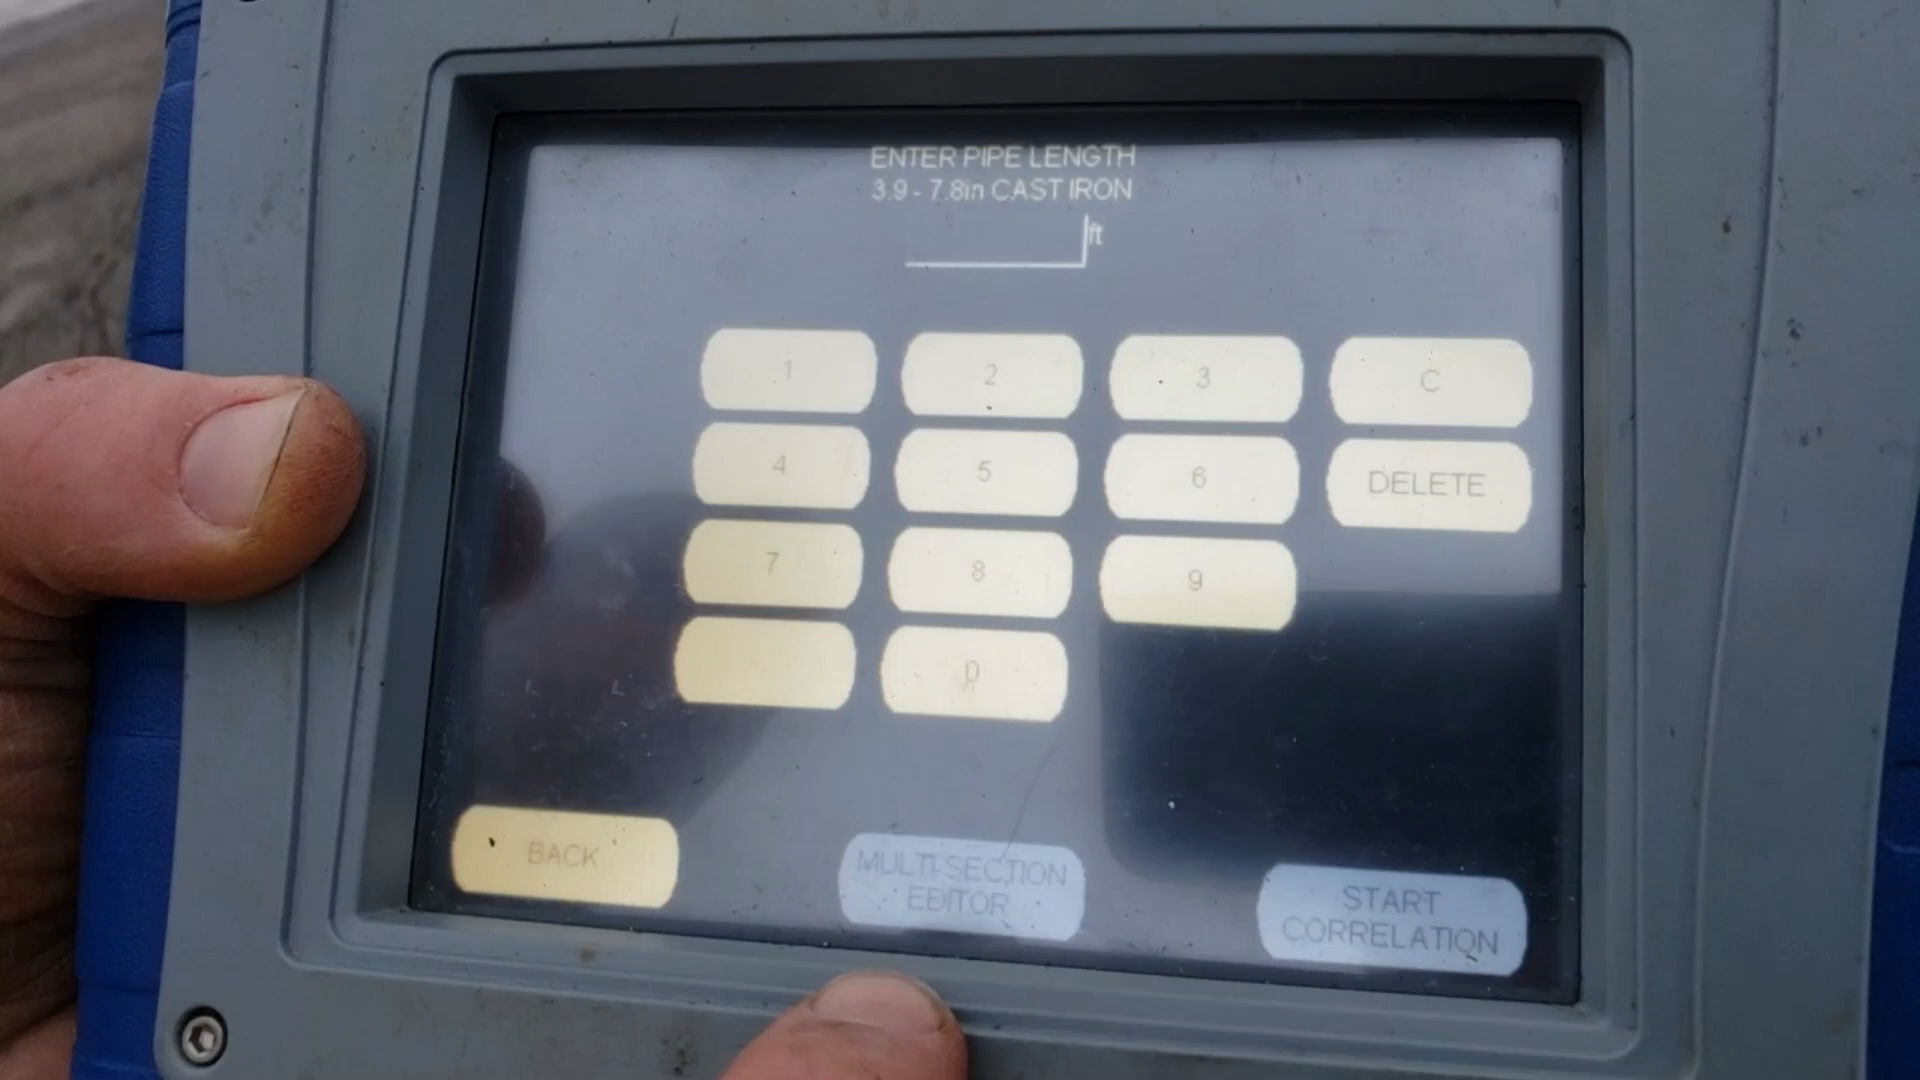 ENTER PIPE LENGTH
3.9 - 7.8in CAST IRON
ft
1 2 3 C
4 5 6 DELETE
7 8 9
0
BACK
MULTI-SECTION
EDITOR
START
CORRELATION